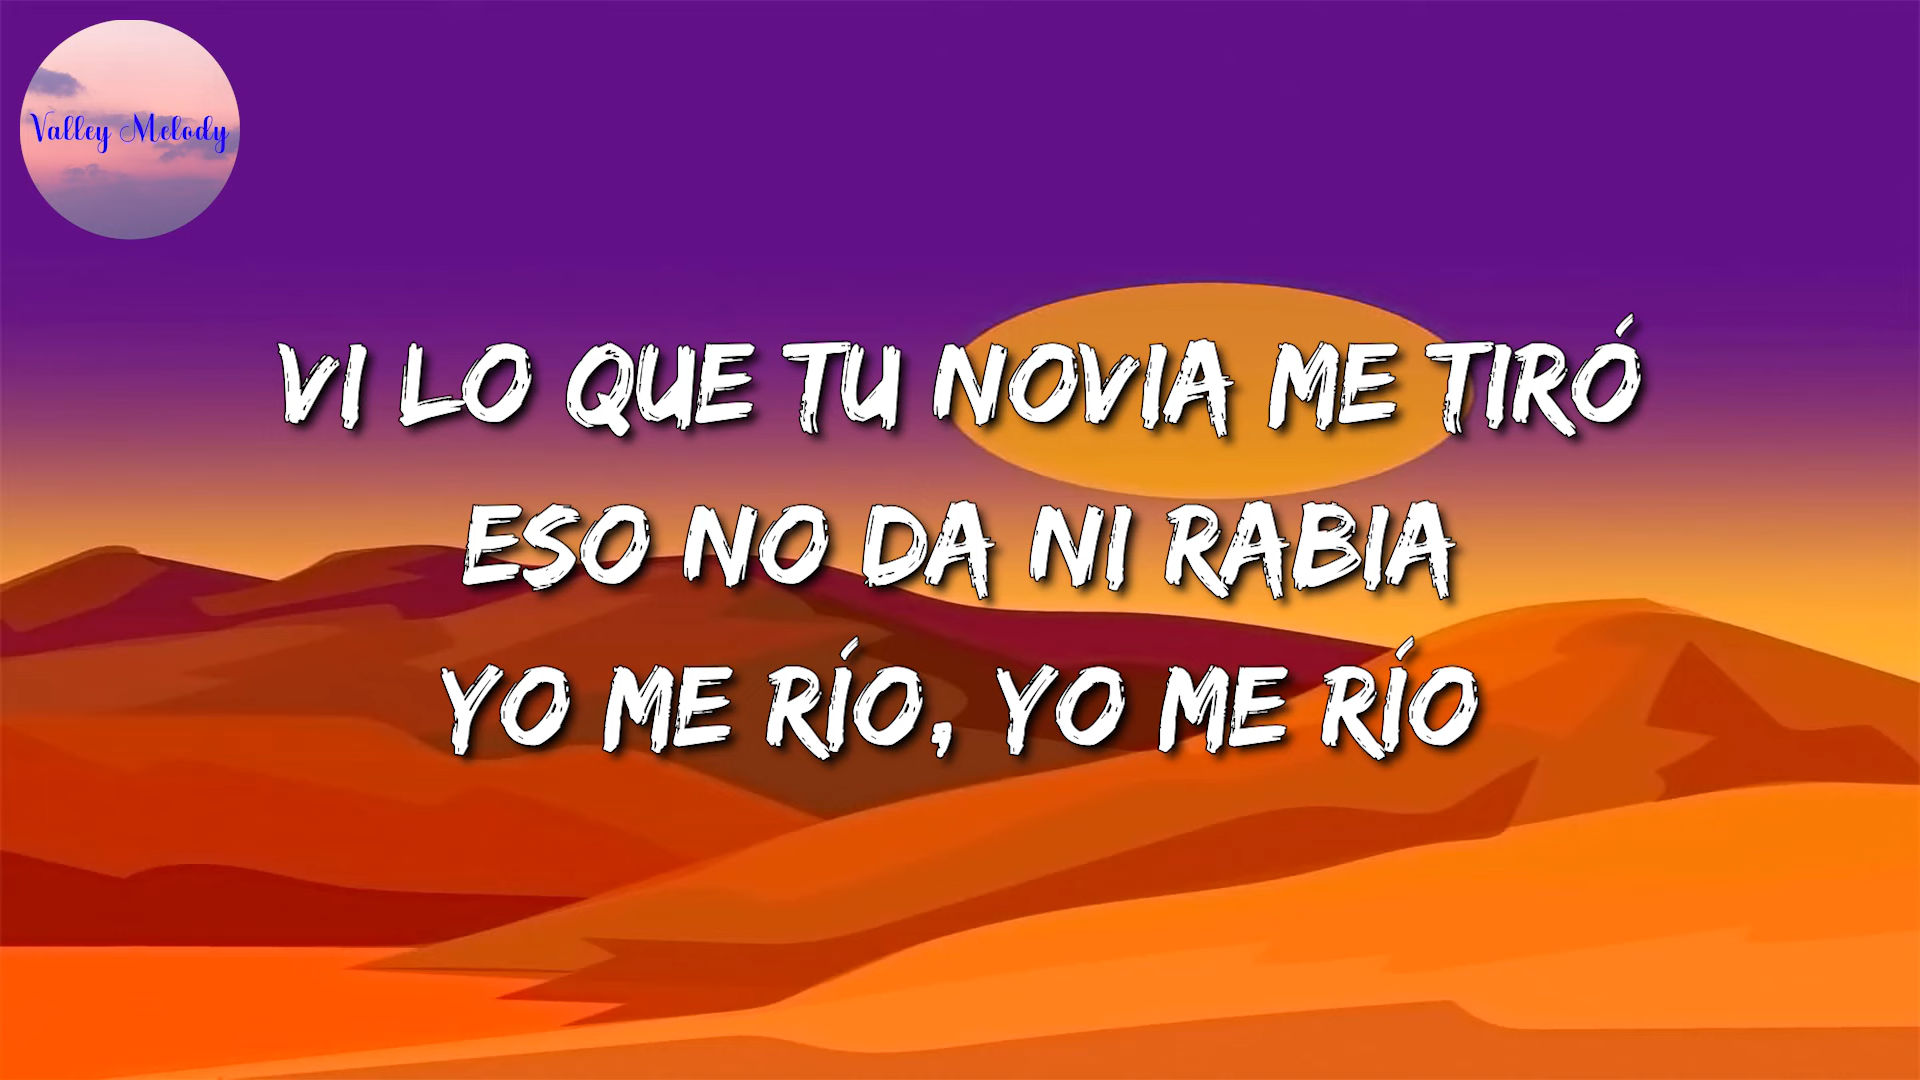 Valley Melody
VI LO QUE TU NOVIA ME TIRÓ
ESO NO DA NI RABIA
YO ME RÍO, YO ME RÍO